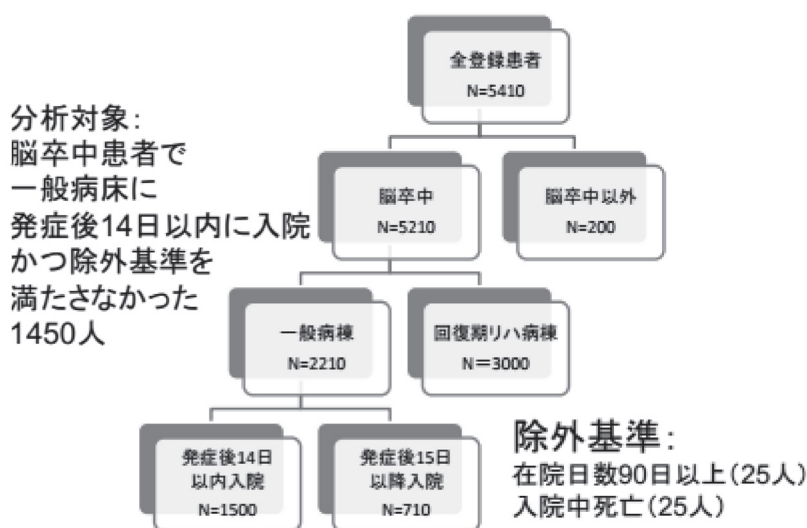 全登録患者
N=5410
分析対象:
脳卒中患者で
一般病床に
発症後14日以内に入院
かつ除外基準を
満たさなかった
1450人
脳卒中
N=5210
脳卒中以外
N=200
一般病棟
N=2210
回復期リハ病棟
N＝3000
発症後14日
以内入院
N=1500
発症後15日
以降入院
N=710
除外基準:
在院日数90日以上(25人)
入院中死亡(25人)